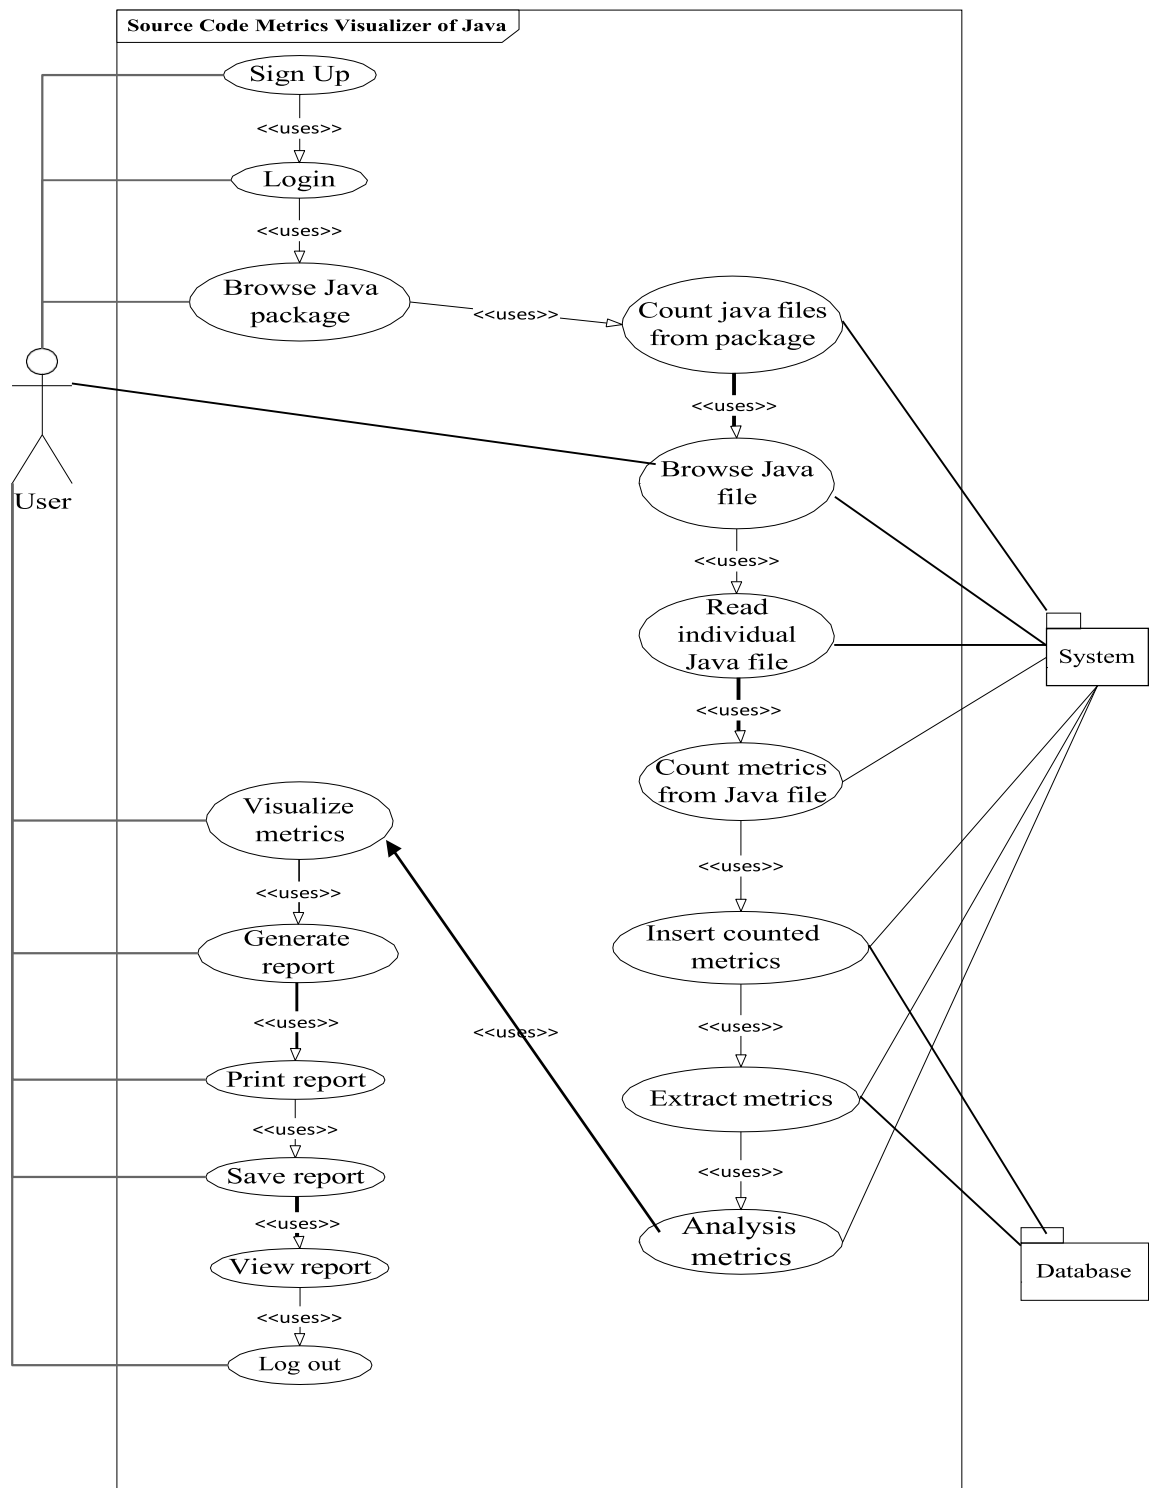 Source Code Metrics Visualizer of Java
Sign Up
<<uses>>
Login
<<uses>>
Browse Java
package
<<uses>>
Count java files
from package
<<uses>>
Browse Java
file
User
<<uses>>
Read
individual
Java file
System
<<uses>>
Count metrics
from Java file
Visualize
metrics
<<uses>>
<<uses>>
Generate
report
Insert counted
metrics
<<uses>>
<<uses>>
<<uses>>
Print report
Extract metrics
<<uses>>
Save report
<<uses>>
<<uses>>
Analysis
metrics
View report
Database
<<uses>>
Log out